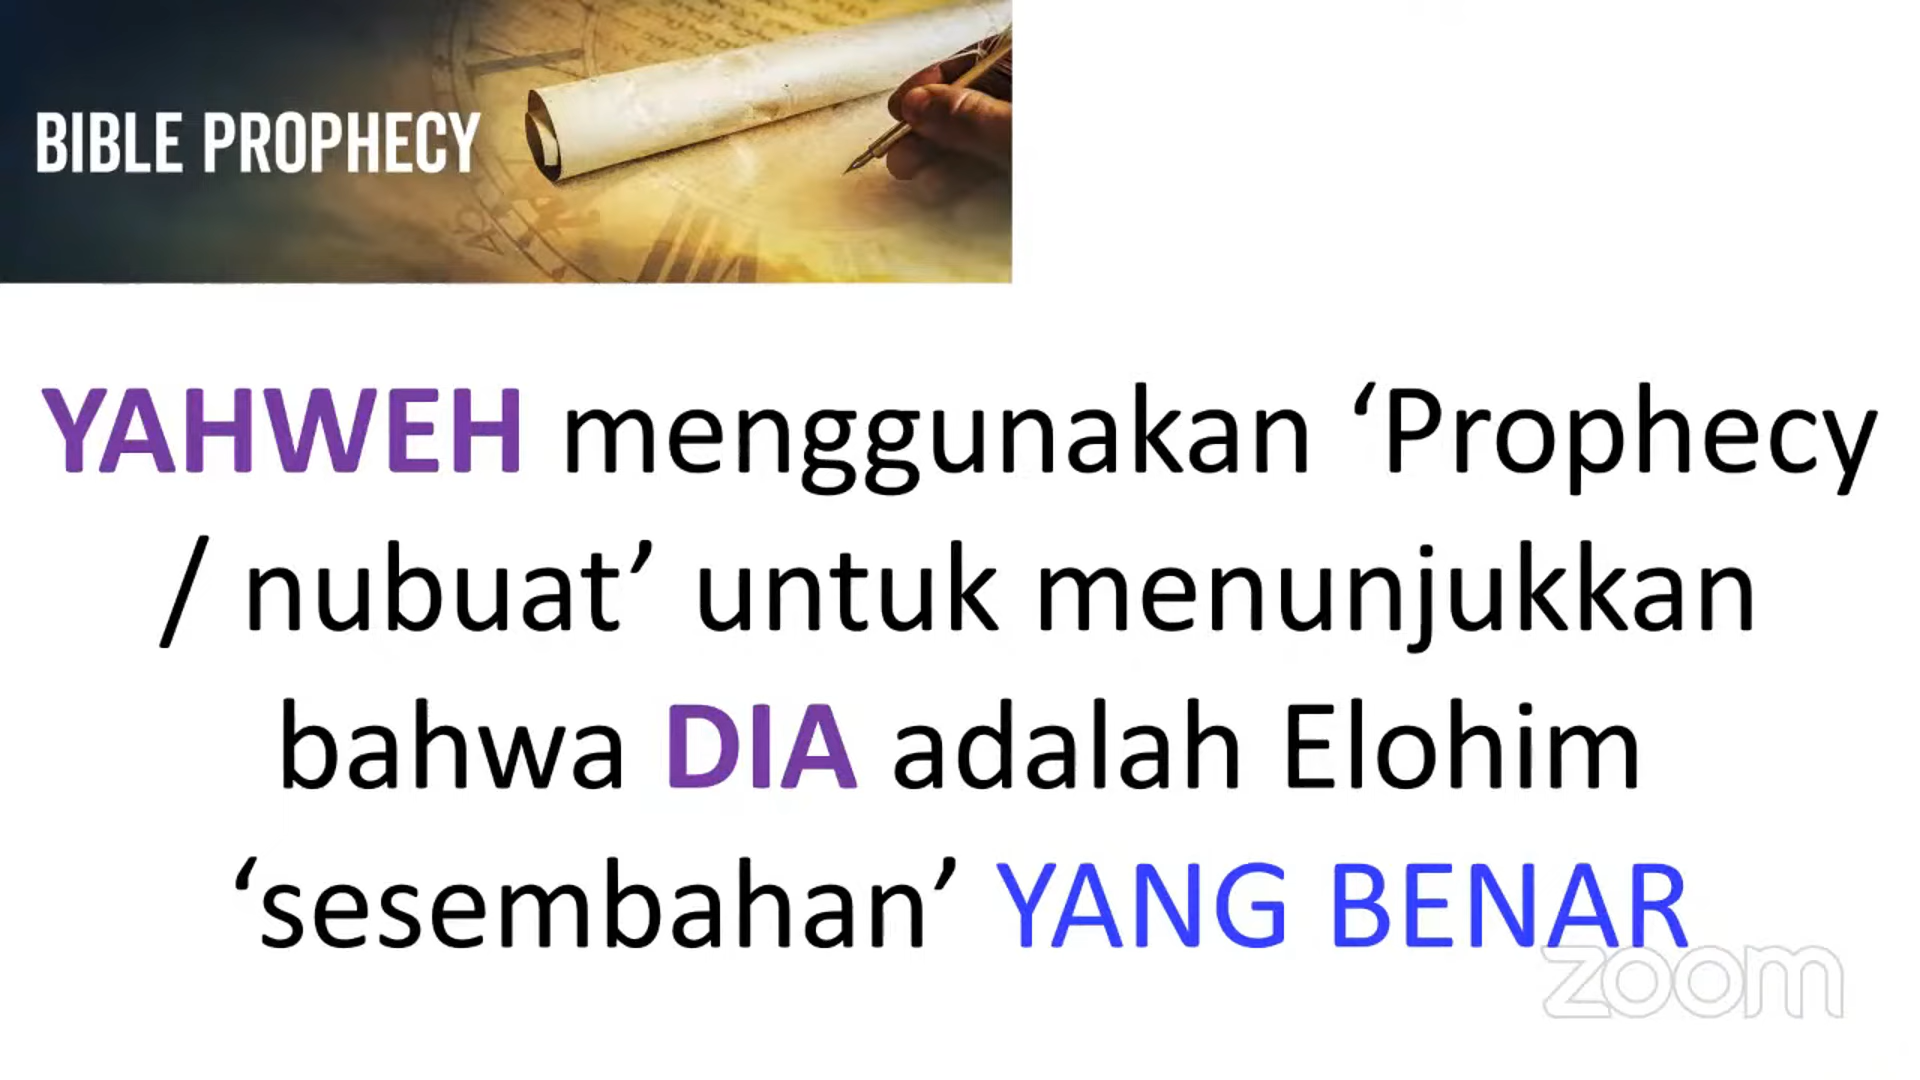 BIBLE PROPHECY
YAHWEH menggunakan ‘Prophecy
/ nubuat’ untuk menunjukkan
bahwa DIA adalah Elohim
‘sesembahan’ YANG BENAR
zoom